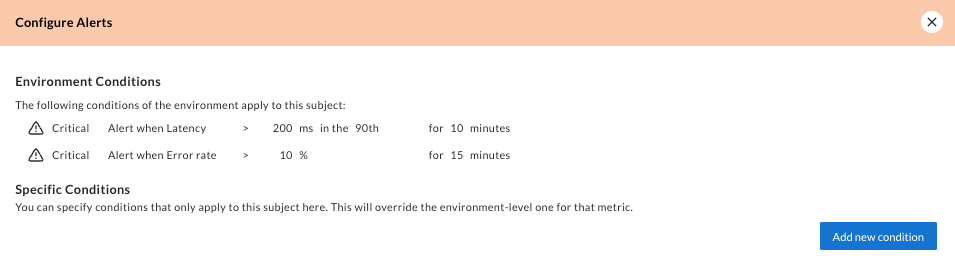 Configure Alerts
Environment Conditions
The following conditions of the environment apply to this subject:
Critical Alert when Latency > 200 ms in the 90th for 10 minutes
Critical Alert when Error rate > 10 % for 15 minutes
Specific Conditions
You can specify conditions that only apply to this subject here. This will override the environment-level one for that metric.
Add new condition